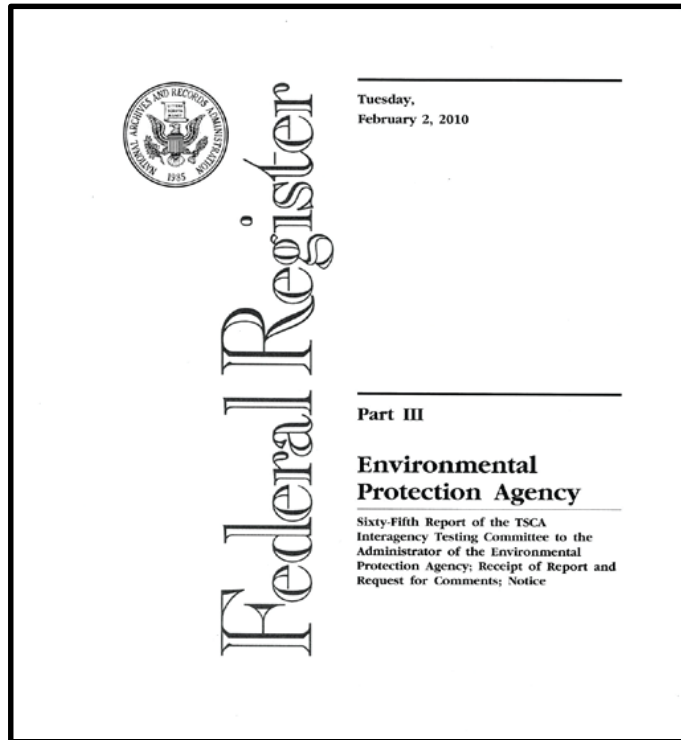 NATIONAL ARCHIVES AND RECORDS ADMINISTRATION
1985
Federal Register
Tuesday,
February 2, 2010
Part III
Environmental
Protection Agency
Sixty-Fifth Report of the TSCA
Interagency Testing Committee to the
Administrator of the Environmental
Protection Agency; Receipt of Report and
Request for Comments; Notice